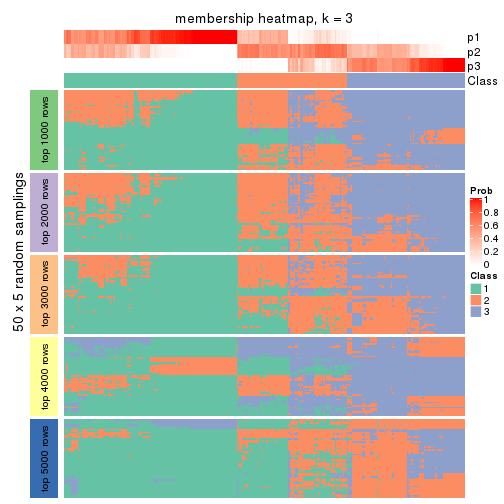 membership heatmap, k = 3
p1
p2
p3
Class
50 x 5 random samplings
top 1000 rows
top 2000 rows
top 3000 rows
top 4000 rows
top 5000 rows
Prob
1
0.8
0.6
0.4
0.2
0
Class
1
2
3